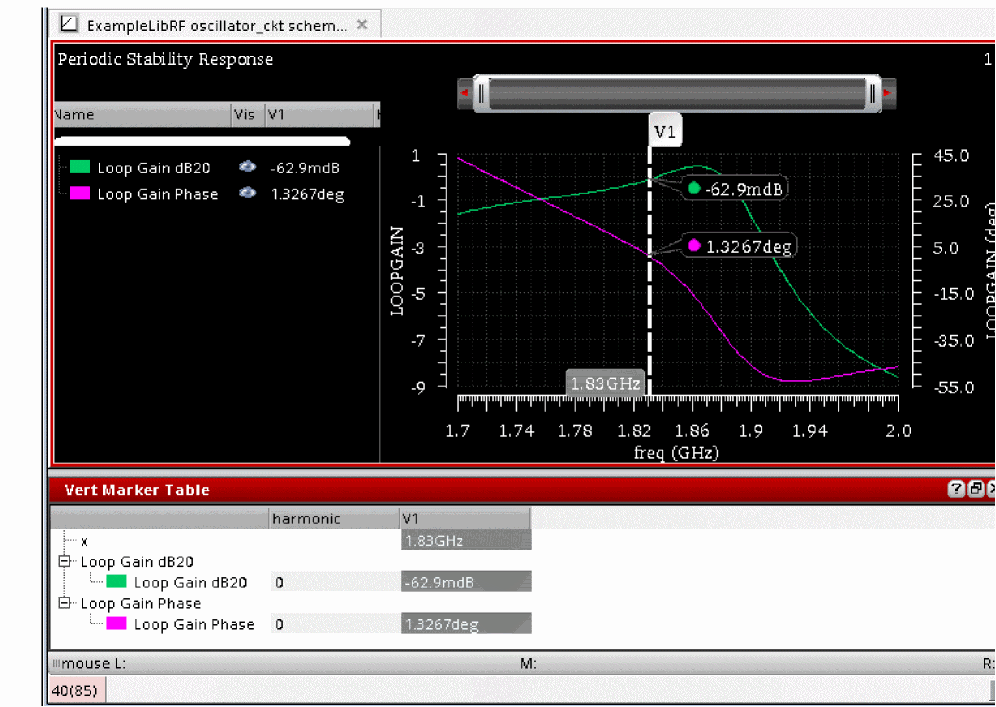 ExampleLibRF oscillator_ckt schem... ×
Periodic Stability Response
1
Name Vis V1
Loop Gain dB20 -62.9mdB
Loop Gain Phase 1.3267deg
V1
1 45.0
-1 25.0
-3 5.0
-5 -15.0
-7 -35.0
-9 -55.0
LOOPGAIN
LOOPGAIN (deg)
-62.9mdB
1.3267deg
1.83GHz
1.7 1.74 1.78 1.82 1.86 1.9 1.94 2.0
freq (GHz)
Vert Marker Table
harmonic V1
x 1.83GHz
Loop Gain dB20
Loop Gain dB20 0 -62.9mdB
Loop Gain Phase
Loop Gain Phase 0 1.3267deg
mouse L: M: R:
40(85)